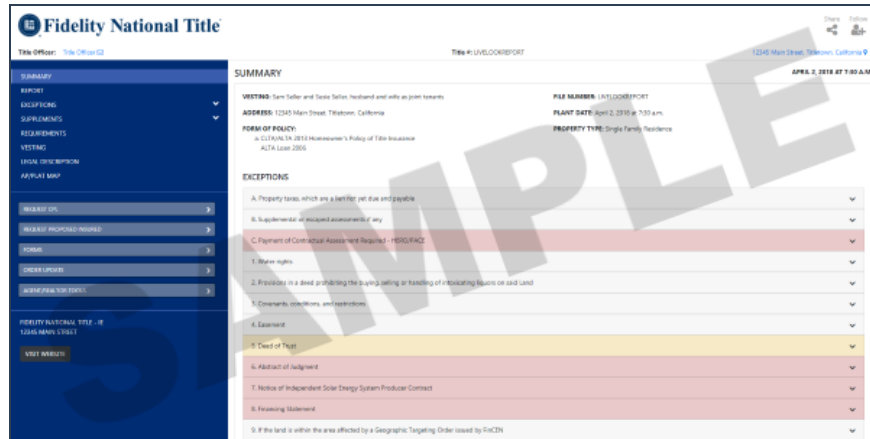 Fidelity National Title
Share Follow
Title Officer: Title Officer
Title #: LIVELOOKREPORT
12345 Main Street, Titletown, California
SUMMARY
REPORT
EXCEPTIONS
SUPPLEMENTS
REQUIREMENTS
VESTING
LEGAL DESCRIPTION
AP/PLAT MAP
REQUEST CPL
REQUEST PROPOSED INSURED
FORMS
ORDER UPDATE
AGENT/REALTOR TOOLS
FIDELITY NATIONAL TITLE - IE
12345 MAIN STREET
VISIT WEBSITE
SUMMARY
APRIL 2, 2018 AT 7:30 A.M
VESTING: Sam Seller and Susie Seller, husband and wife as joint tenants
FILE NUMBER: LIVELOOKREPORT
ADDRESS: 12345 Main Street, Titletown, California
PLANT DATE: April 2, 2018 at 7:30 a.m.
FORM OF POLICY:
PROPERTY TYPE: Single Family Residence
a. CLTA/ALTA 2013 Homeowner's Policy of Title Insurance
ALTA Loan 2006
EXCEPTIONS
A. Property taxes, which are a lien not yet due and payable
B. Supplemental or escaped assessments if any
C. Payment of Contractual Assessment Required - HERO/PACE
1. Water rights
2. Provisions in a deed prohibiting the buying, selling or handling of intoxicating liquors on said Land
3. Covenants, conditions, and restrictions
4. Easement
5. Deed of Trust
6. Abstract of Judgment
7. Notice of Independent Solar Energy System Producer Contract
8. Financing Statement
9. If the land is within the area affected by a Geographic Targeting Order issued by FinCEN
SAMPLE